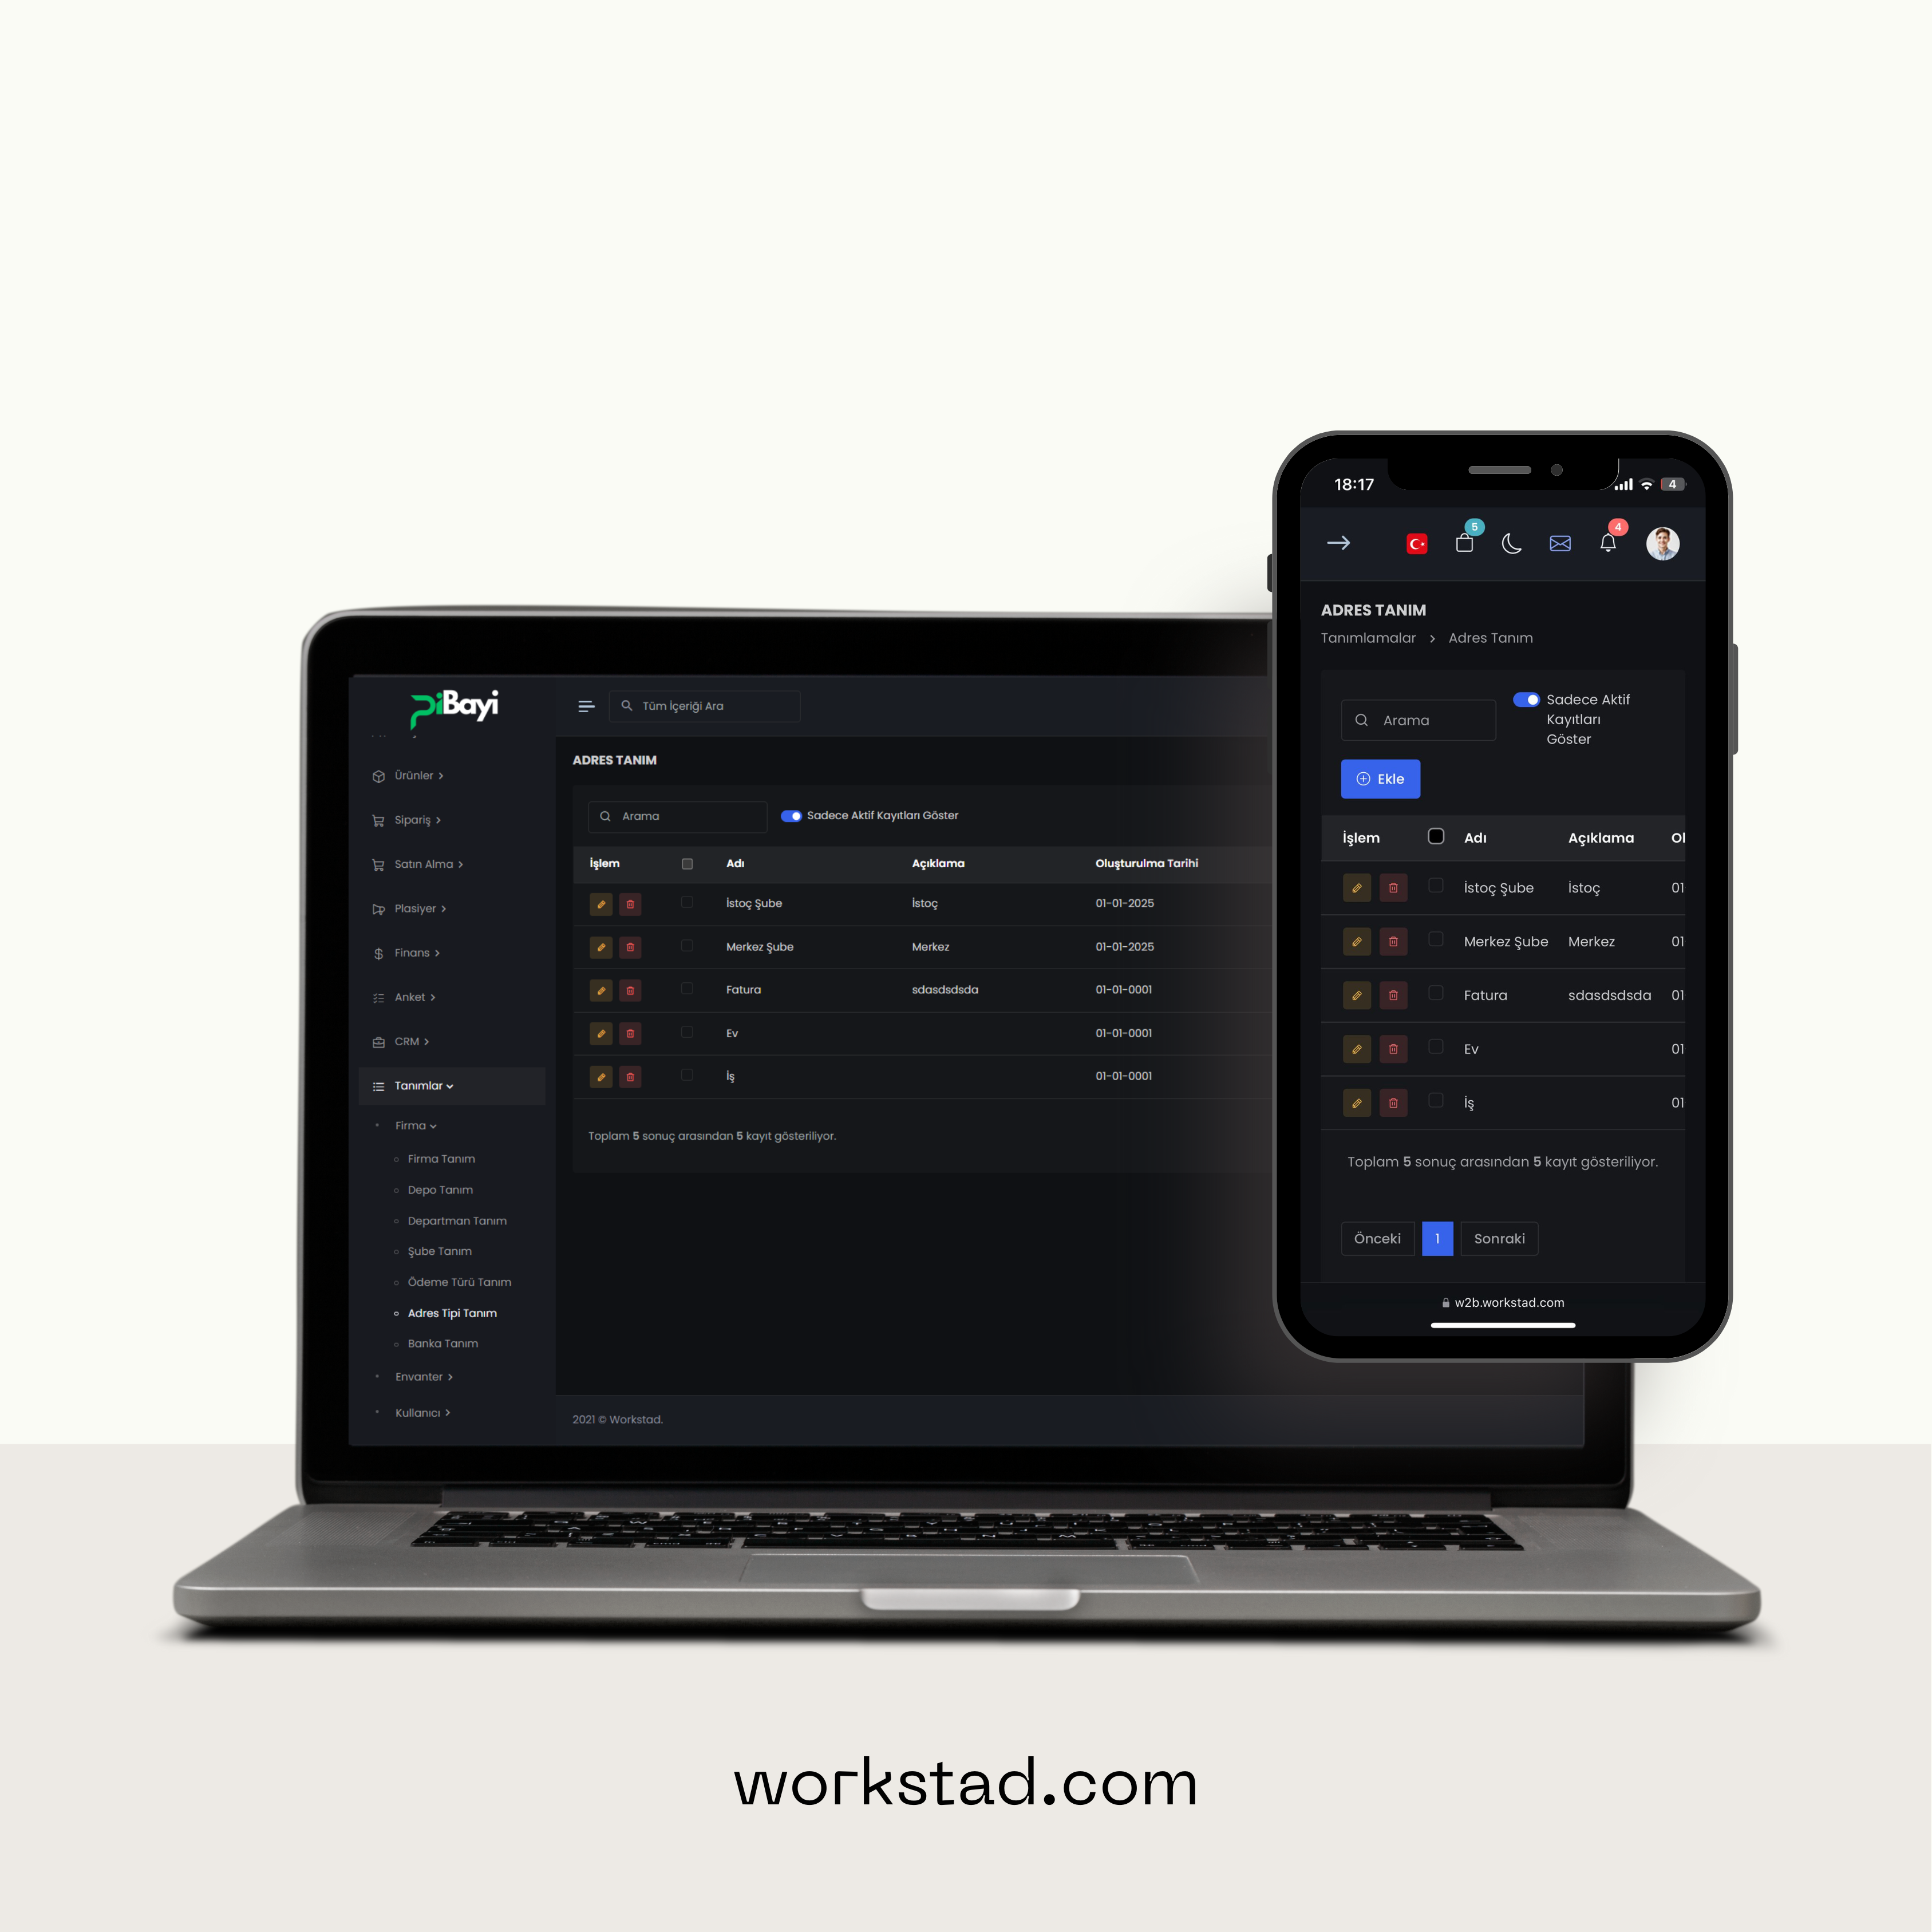 piBayi
Tüm İçeriği Ara
Ürünler
Sipariş
Satın Alma
Plasiyer
Finans
Anket
CRM
Tanımlar
Firma
Firma Tanım
Depo Tanım
Departman Tanım
Şube Tanım
Ödeme Türü Tanım
Adres Tipi Tanım
Banka Tanım
Envanter
Kullanıcı
ADRES TANIM
Arama Sadece Aktif Kayıtları Göster
İşlem Adı Açıklama Oluşturulma Tarihi
İstoç Şube İstoç 01-01-2025
Merkez Şube Merkez 01-01-2025
Fatura sdasdsdsda 01-01-0001
Ev 01-01-0001
İş 01-01-0001
Toplam 5 sonuç arasından 5 kayıt gösteriliyor.
2021 © Workstad.
18:17 4
5 4
ADRES TANIM
Tanımlamalar > Adres Tanım
Arama
Sadece Aktif
Kayıtları
Göster
Ekle
İşlem Adı Açıklama Ol
İstoç Şube İstoç 01
Merkez Şube Merkez 01
Fatura sdasdsdsda 01
Ev 01
İş 01
Toplam 5 sonuç arasından 5 kayıt gösteriliyor.
Önceki 1 Sonraki
w2b.workstad.com
workstad.com